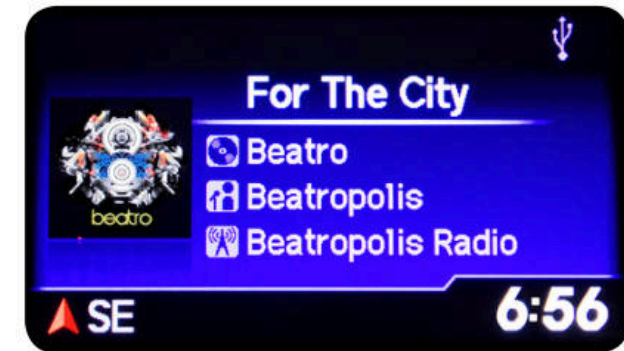 For The City
beatro
Beatro
Beatropolis
Beatropolis Radio
SE
6:56